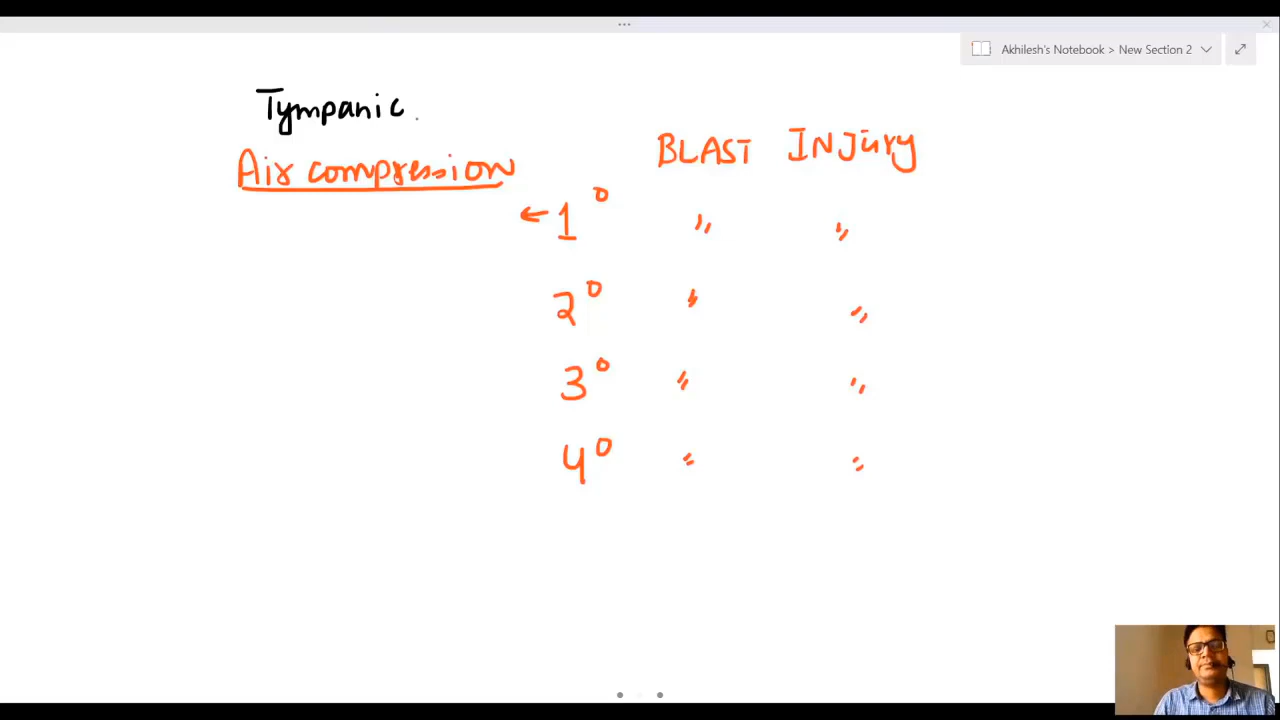 Akhilesh's Notebook > New Section 2
Tympanic
BLAST INJury
Air compression
← 1° " "
2° " "
3° " "
4° " "